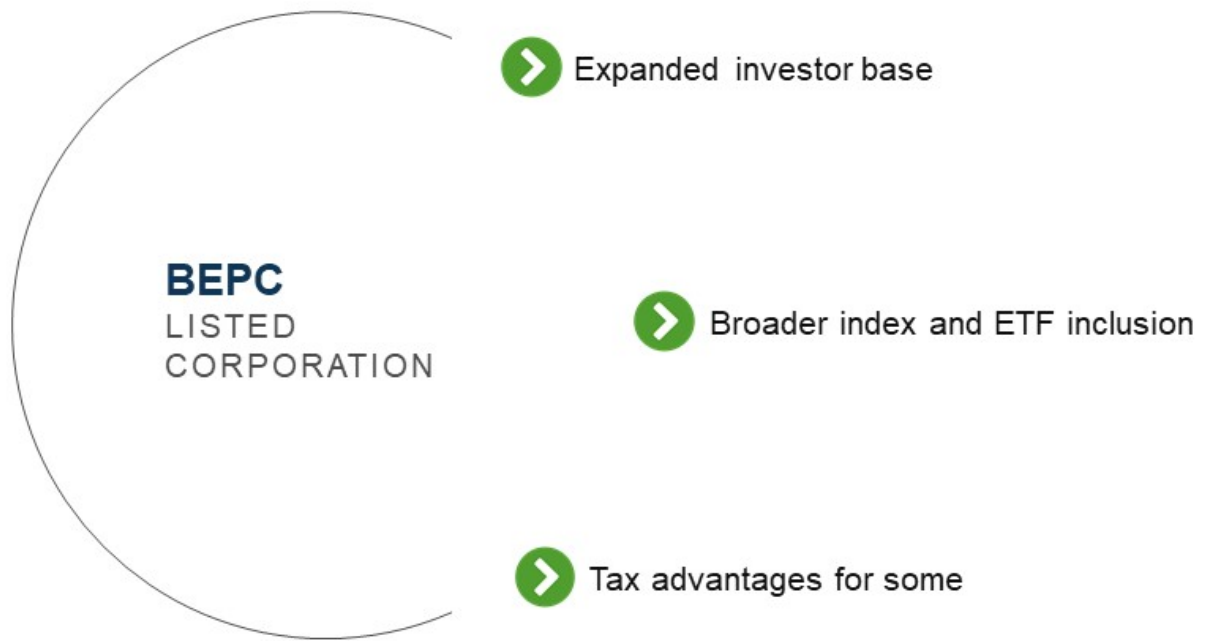 Expanded investor base
BEPC
LISTED
CORPORATION
Broader index and ETF inclusion
Tax advantages for some